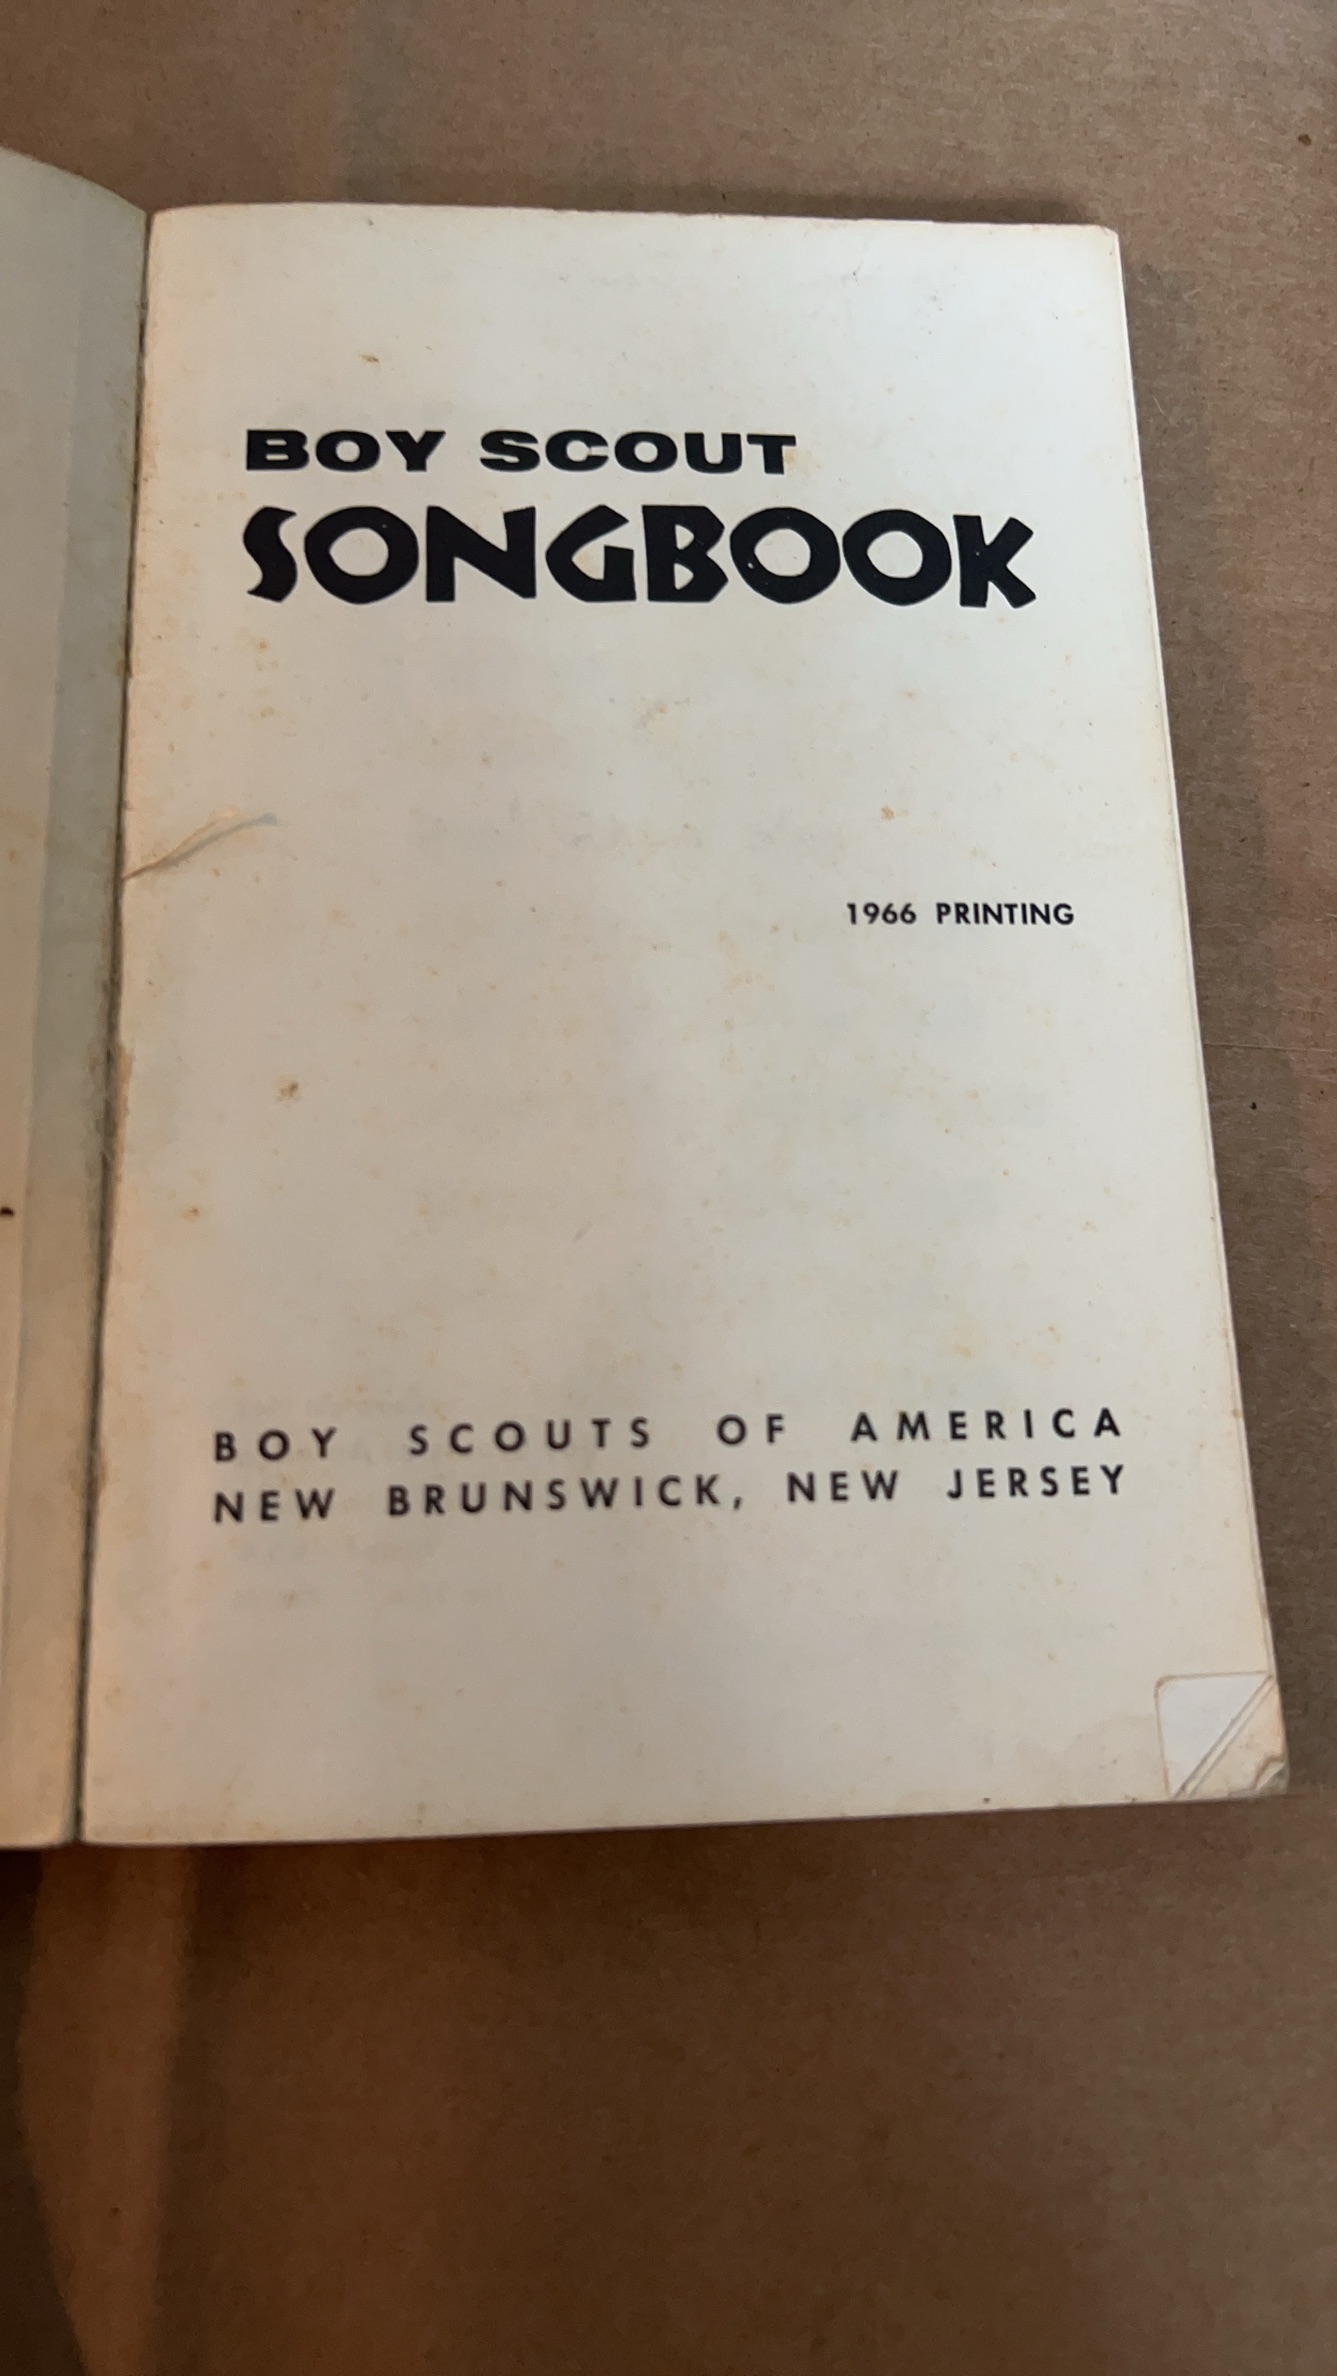 BOY SCOUT
SONGBOOK
1966 PRINTING
BOY SCOUTS OF AMERICA
NEW BRUNSWICK, NEW JERSEY